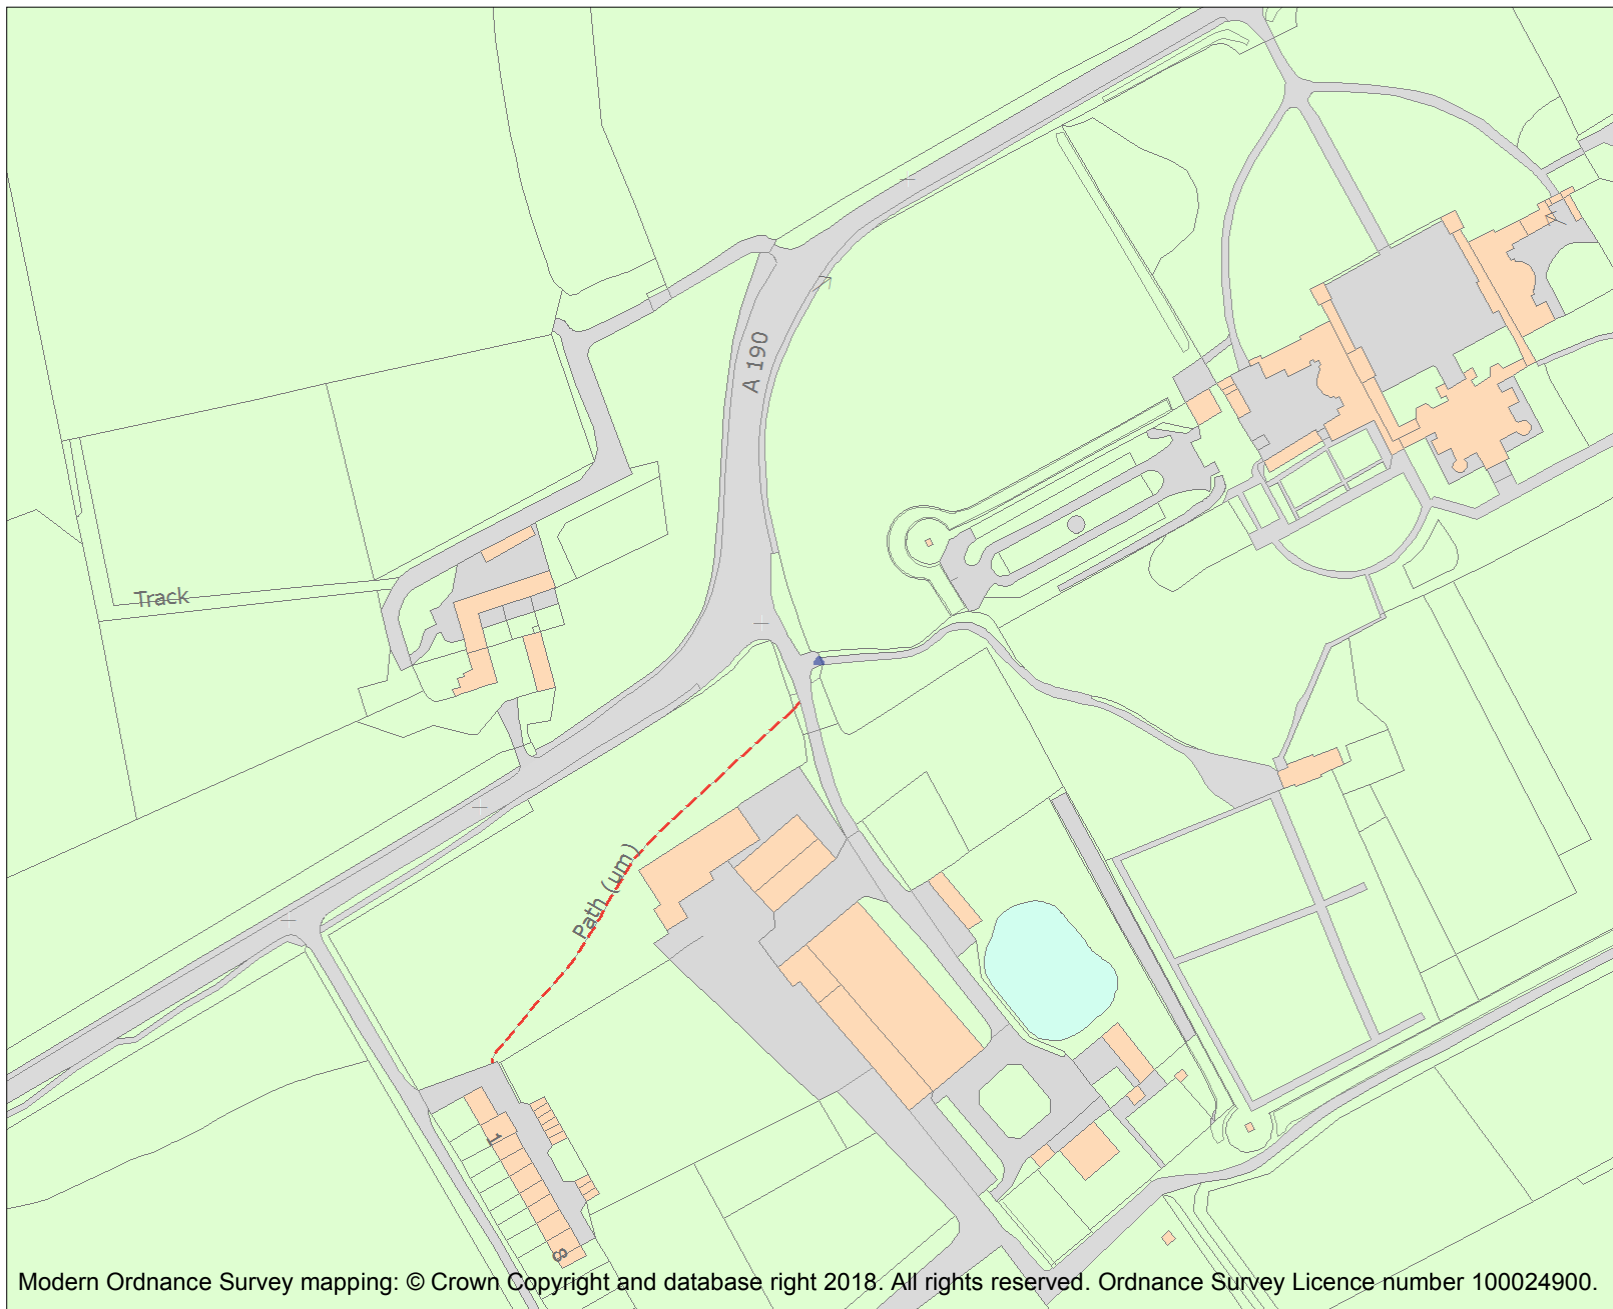 A 190
Track
Path (um)
1
8
Modern Ordnance Survey mapping: © Crown Copyright and database right 2018. All rights reserved. Ordnance Survey Licence number 100024900.